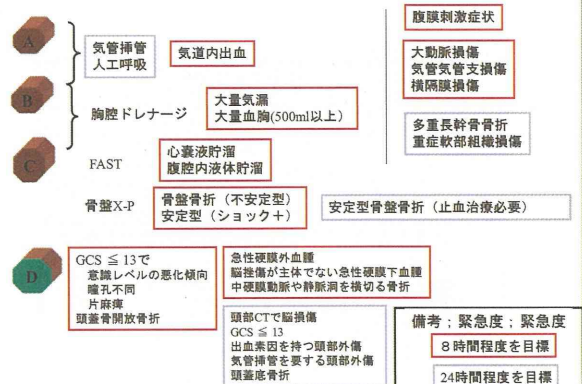 A
気管挿管
人工呼吸
気道内出血
B
胸腔ドレナージ
大量気漏
大量血胸(500ml以上)
C
FAST
心嚢液貯溜
腹腔内液体貯溜
骨盤X-P
骨盤骨折（不安定型）
安定型（ショック＋）
安定型骨盤骨折（止血治療必要）
腹膜刺激症状
大動脈損傷
気管気管支損傷
横隔膜損傷
多重長幹骨骨折
重症軟部組織損傷
D
GCS ≦ 13で
意識レベルの悪化傾向
瞳孔不同
片麻痺
頭蓋骨開放骨折
急性硬膜外血腫
脳挫傷が主体でない急性硬膜下血腫
中硬膜動脈や静脈洞を横切る骨折
頭部CTで脳損傷
GCS ≦ 13
出血素因を持つ頭部外傷
気管挿管を要する頭部外傷
頭蓋底骨折
備考；緊急度；緊急度
８時間程度を目標
24時間程度を目標